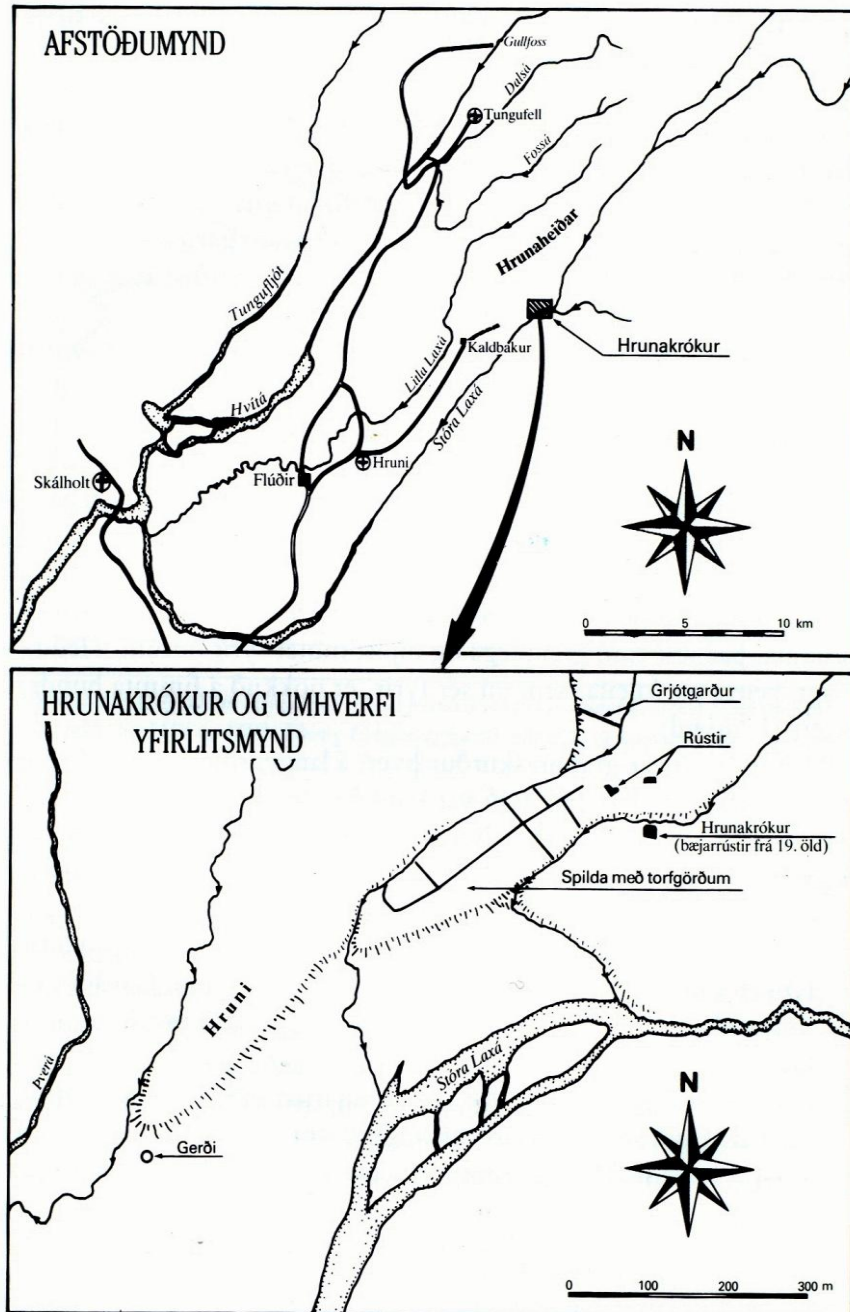 AFSTÖÐUMYND
Gullfoss
Dalsá
Tungufell
Fossá
Hrunaheiðar
Tungufljót
Kaldbakur
Hrunakrókur
Litla Laxá
Hvítá
Stóra Laxá
Skálholt
Flúðir
Hruni
N
0 5 10 km
HRUNAKRÓKUR OG UMHVERFI
YFIRLITSMYND
Grjótgarður
Rústir
Hrunakrókur
(bæjarrústir frá 19. öld)
Spilda með torfgörðum
Hruni
Stóra Laxá
Þverá
Gerði
N
0 100 200 300 m